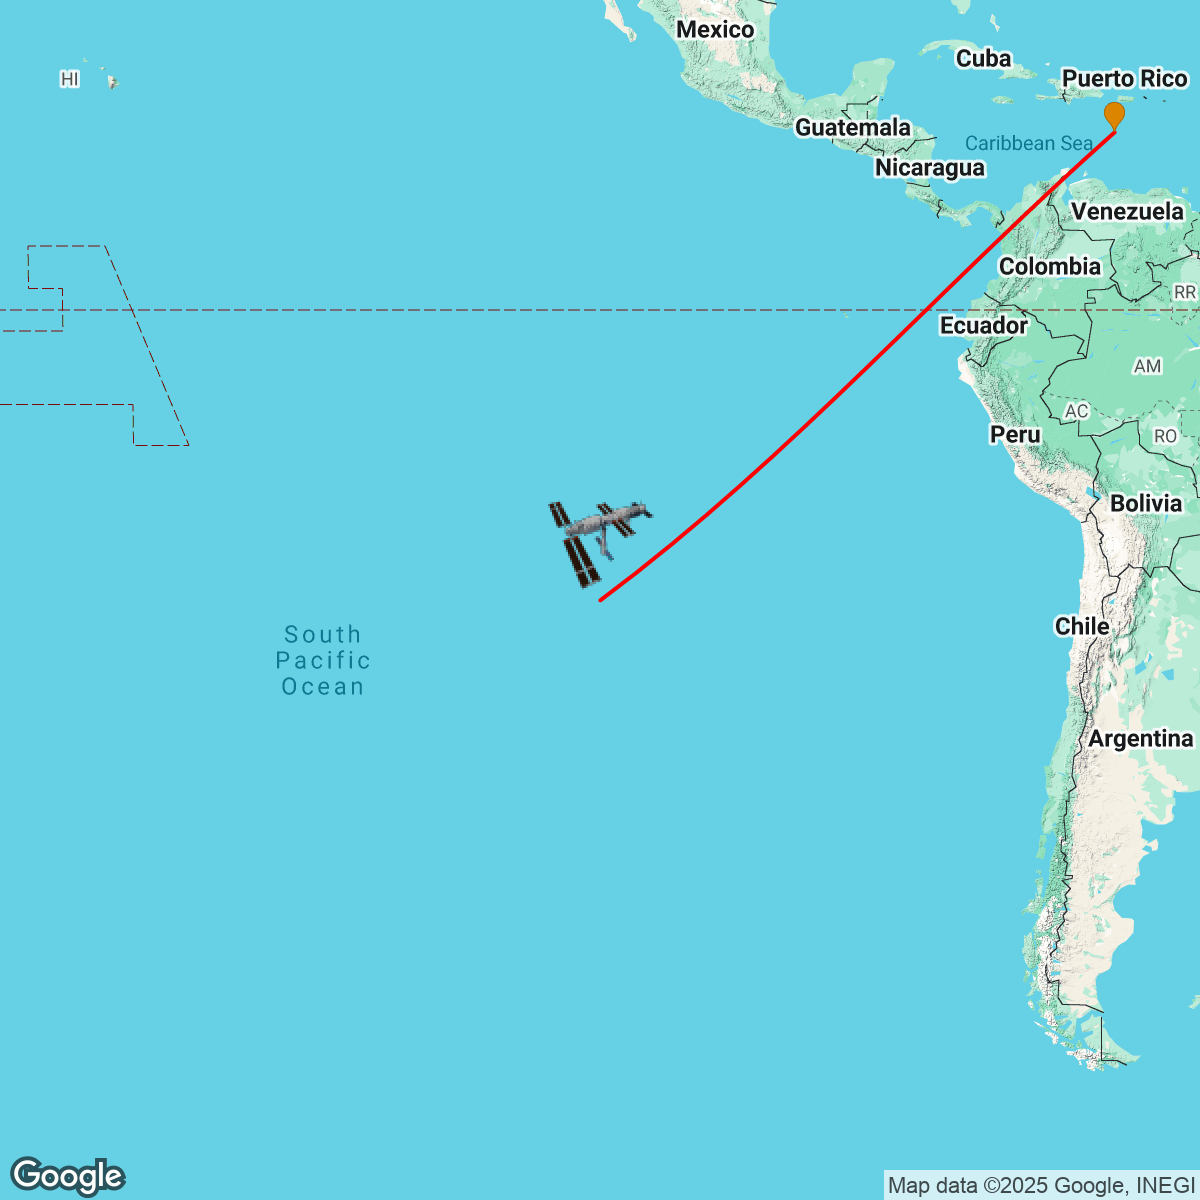 Mexico
Cuba
HI
Puerto Rico
Guatemala
Caribbean Sea
Nicaragua
Venezuela
Colombia
RR
Ecuador
AM
AC
Peru
RO
Bolivia
Chile
South
Pacific
Ocean
Argentina
Google
Map data ©2025 Google, INEGI